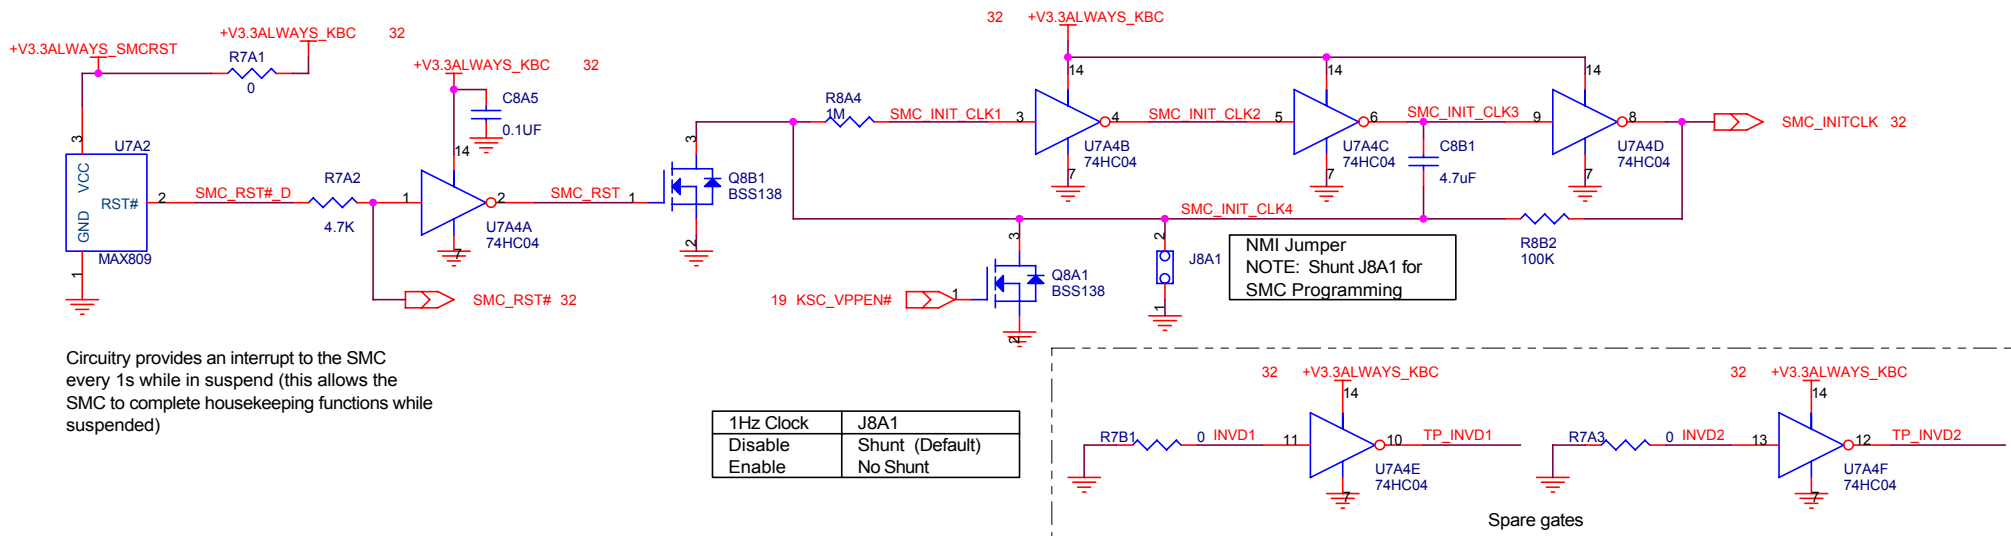 +V3.3ALWAYS_SMCRST
+V3.3ALWAYS_KBC 32
R7A1
0
+V3.3ALWAYS_KBC 32
C8A5
0.1UF
3
U7A2
VCC
GND
RST#
2
1
MAX809
SMC_RST#_D
R7A2
4.7K
1
14
2
7
U7A4A
74HC04
SMC_RST
1
3
2
Q8B1
BSS138
SMC_RST# 32
32 +V3.3ALWAYS_KBC
R8A4
1M
SMC_INIT_CLK1
3
14
4
7
U7A4B
74HC04
SMC_INIT_CLK2
5
14
6
7
U7A4C
74HC04
SMC_INIT_CLK3
C8B1
4.7uF
9
14
8
7
U7A4D
74HC04
SMC_INITCLK 32
SMC_INIT_CLK4
R8B2
100K
19 KSC_VPPEN#
1
3
2
Q8A1
BSS138
2
1
J8A1
NMI Jumper
NOTE: Shunt J8A1 for
SMC Programming
Circuitry provides an interrupt to the SMC
every 1s while in suspend (this allows the
SMC to complete housekeeping functions while
suspended)
1Hz Clock J8A1
Disable Shunt (Default)
Enable No Shunt
32 +V3.3ALWAYS_KBC
R7B1
0 INVD1
11
14
10
7
TP_INVD1
U7A4E
74HC04
32 +V3.3ALWAYS_KBC
R7A3
0 INVD2
13
14
12
7
TP_INVD2
U7A4F
74HC04
Spare gates